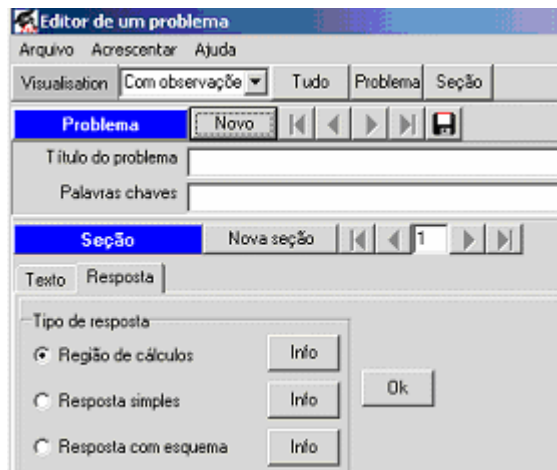 Editor de um problema
Arquivo Acrescentar Ajuda
Visualisation Com observaçõe Tudo Problema Seção
Problema Novo
Título do problema
Palavras chaves
Seção Nova seção 1
Texto Resposta
Tipo de resposta
Região de cálculos Info
Ok
Resposta simples Info
Resposta com esquema Info